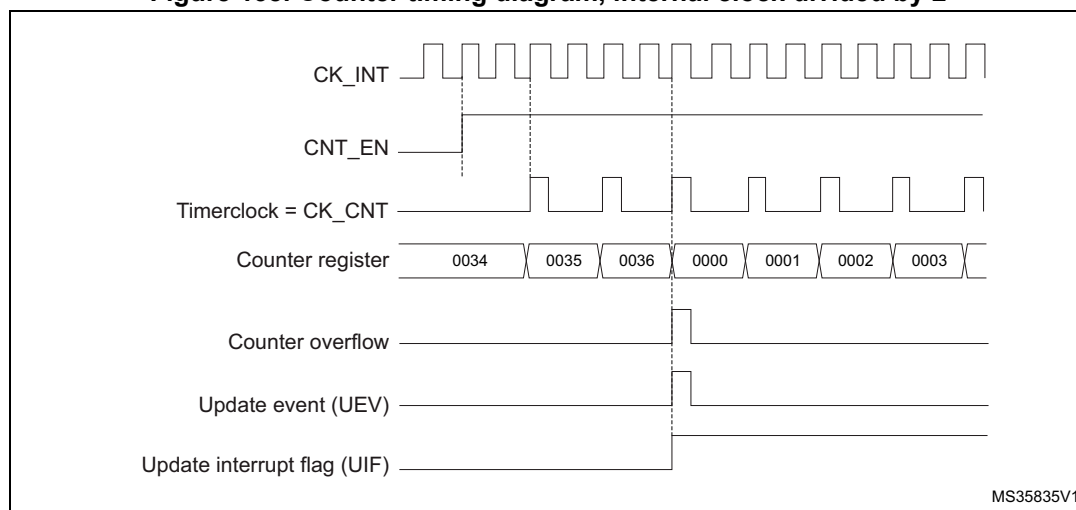 Figure Counter timing diagram, internal clock divided by 2
CK_INT
CNT_EN
Timerclock = CK_CNT
Counter register 0034 0035 0036 0000 0001 0002 0003
Counter overflow
Update event (UEV)
Update interrupt flag (UIF)
MS35835V1